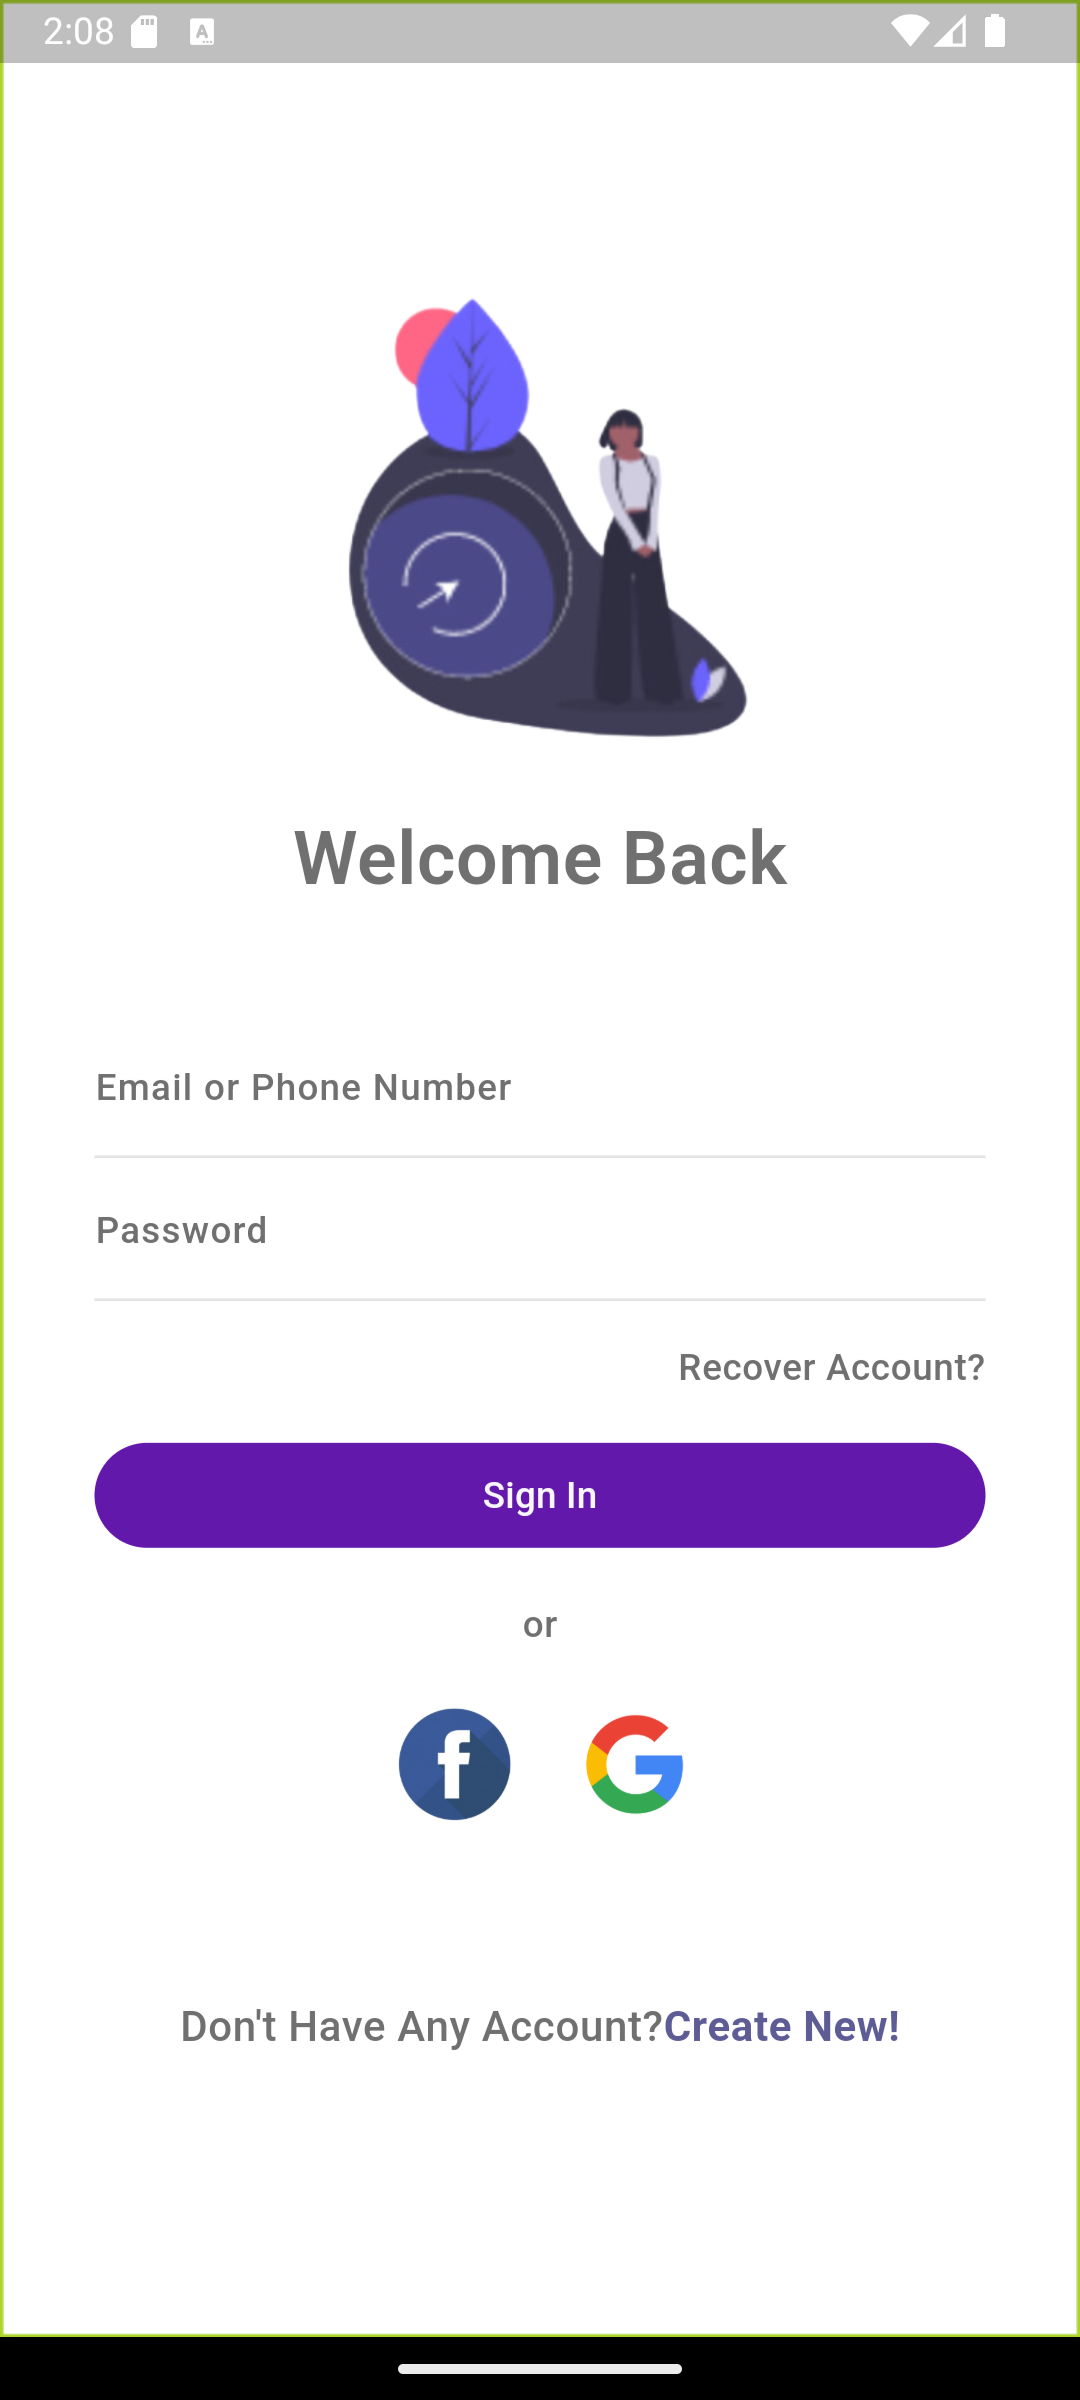 2:08
Welcome Back
Email or Phone Number
Password
Recover Account?
Sign In
or
Don't Have Any Account?Create New!